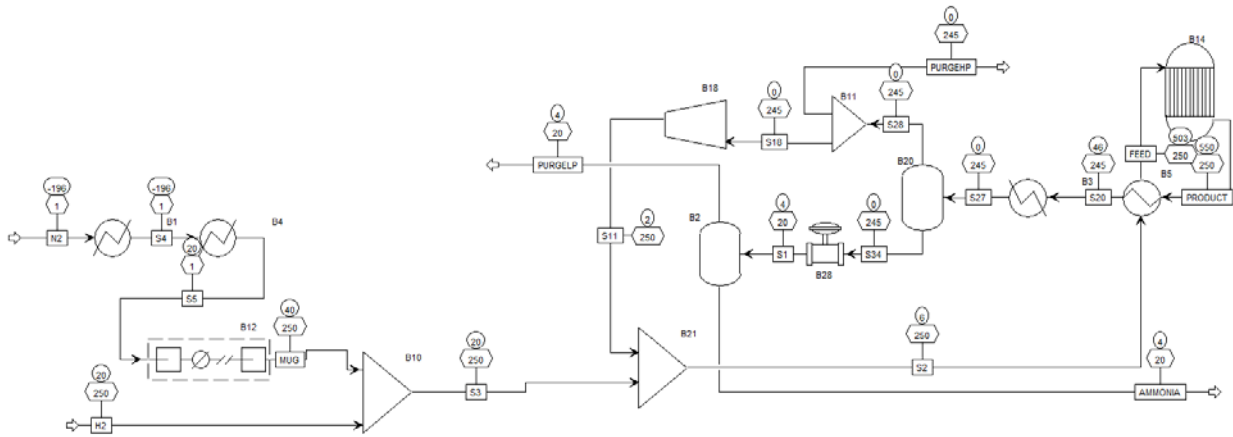 0
245
PURGEHP
B14
B18
0
245
B11
0
245
S28
S18
4
20
PURGELP
B20
0
245
S27
46
245
B3
S20
503
250
550
250
FEED
B5
PRODUCT
-196
1
N2
-196
1
S4
B1
B4
20
1
S5
2
250
S11
B2
4
20
S1
0
245
S34
B28
B12
40
250
MUG
B10
20
250
S3
B21
6
250
S2
4
20
AMMONIA
20
250
H2